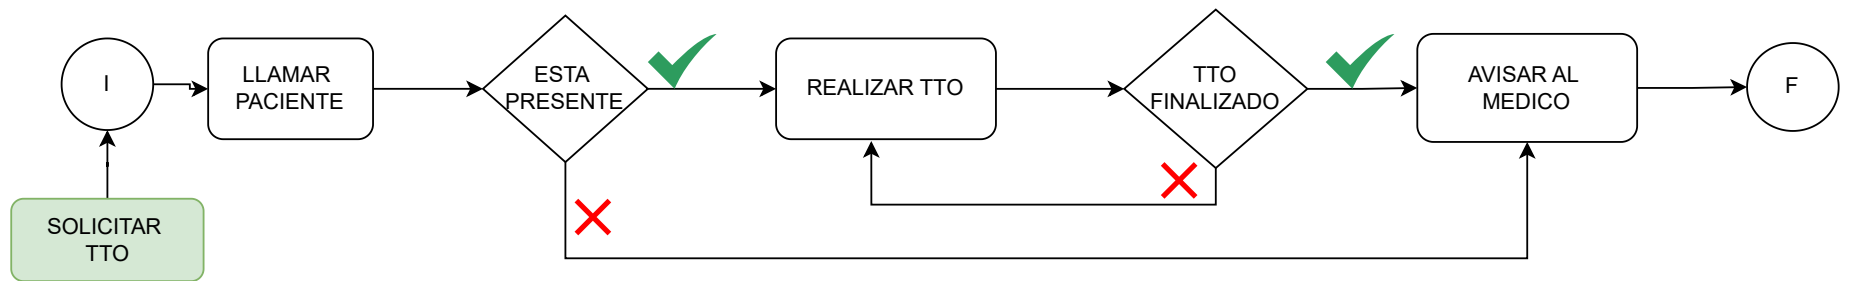 I
LLAMAR
PACIENTE
ESTA
PRESENTE
REALIZAR TTO
TTO
FINALIZADO
AVISAR AL
MEDICO
F
SOLICITAR
TTO